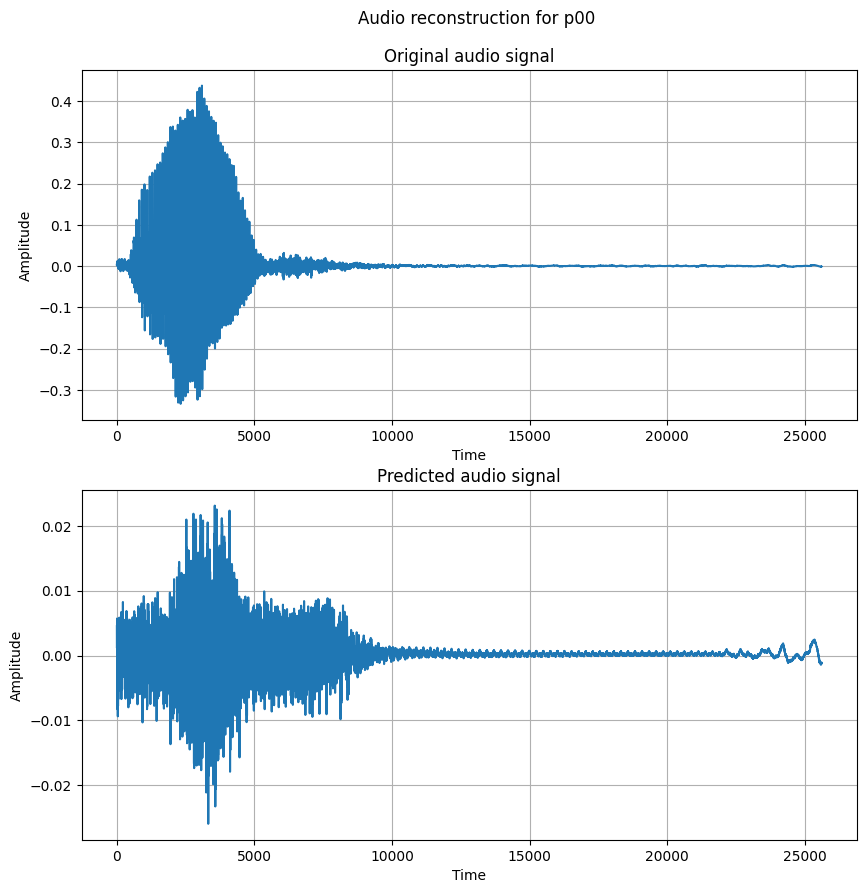 Audio reconstruction for p00
Original audio signal
0.4
0.3
0.2
0.1
0.0
−0.1
−0.2
−0.3
Amplitude
0 5000 10000 15000 20000 25000
Time
Predicted audio signal
0.02
0.01
0.00
−0.01
−0.02
Amplitude
0 5000 10000 15000 20000 25000
Time